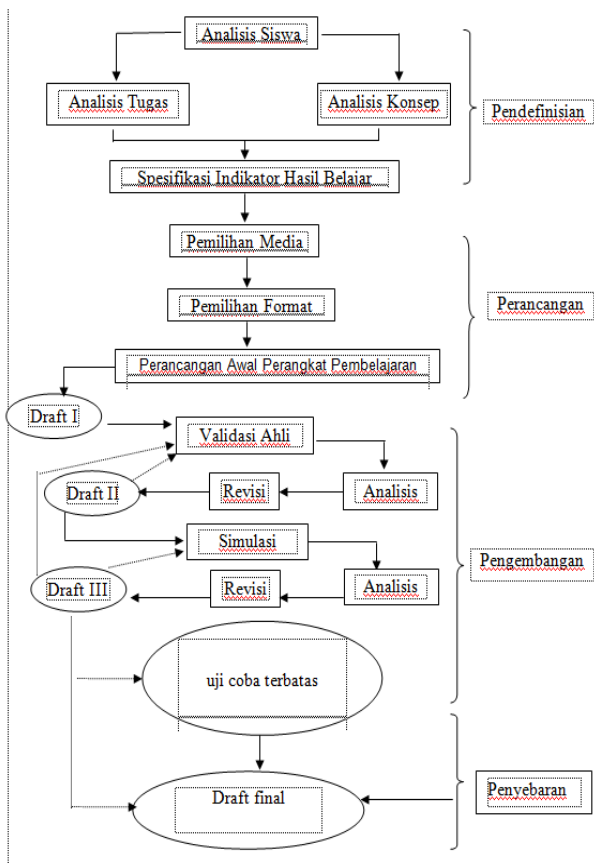 Analisis Siswa
Analisis Tugas
Analisis Konsep
Pendefinisian
Spesifikasi Indikator Hasil Belajar
Pemilihan Media
Pemilihan Format
Perancangan
Perancangan Awal Perangkat Pembelajaran
Draft I
Validasi Ahli
Draft II
Revisi
Analisis
Simulasi
Pengembangan
Draft III
Revisi
Analisis
uji coba terbatas
Draft final
Penyebaran